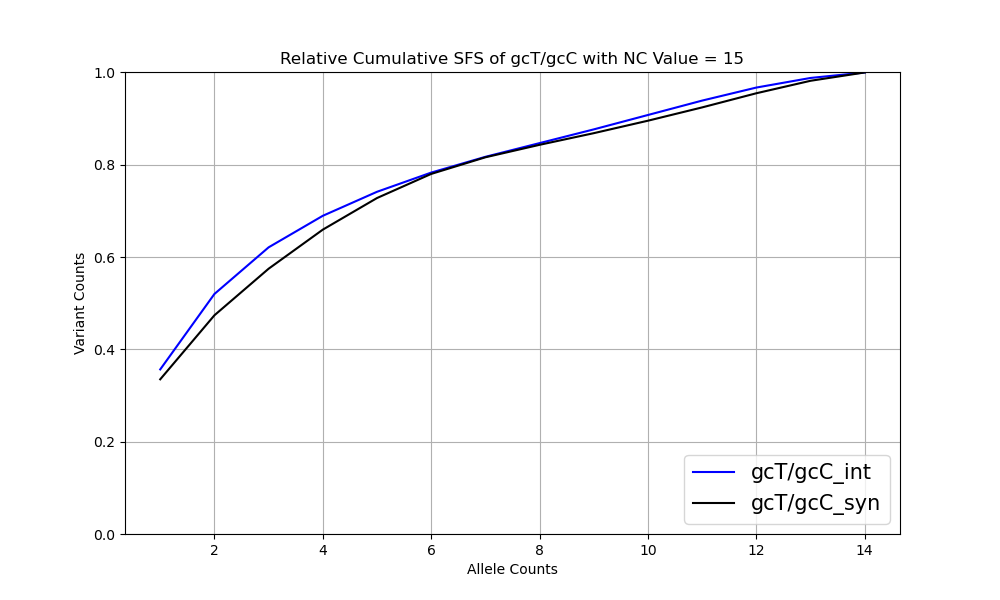 Relative Cumulative SFS of gcT/gcC with NC Value = 15
1.0
0.8
0.6
0.4
0.2
0.0
Variant Counts
2 4 6 8 10 12 14
Allele Counts
gcT/gcC_int
gcT/gcC_syn